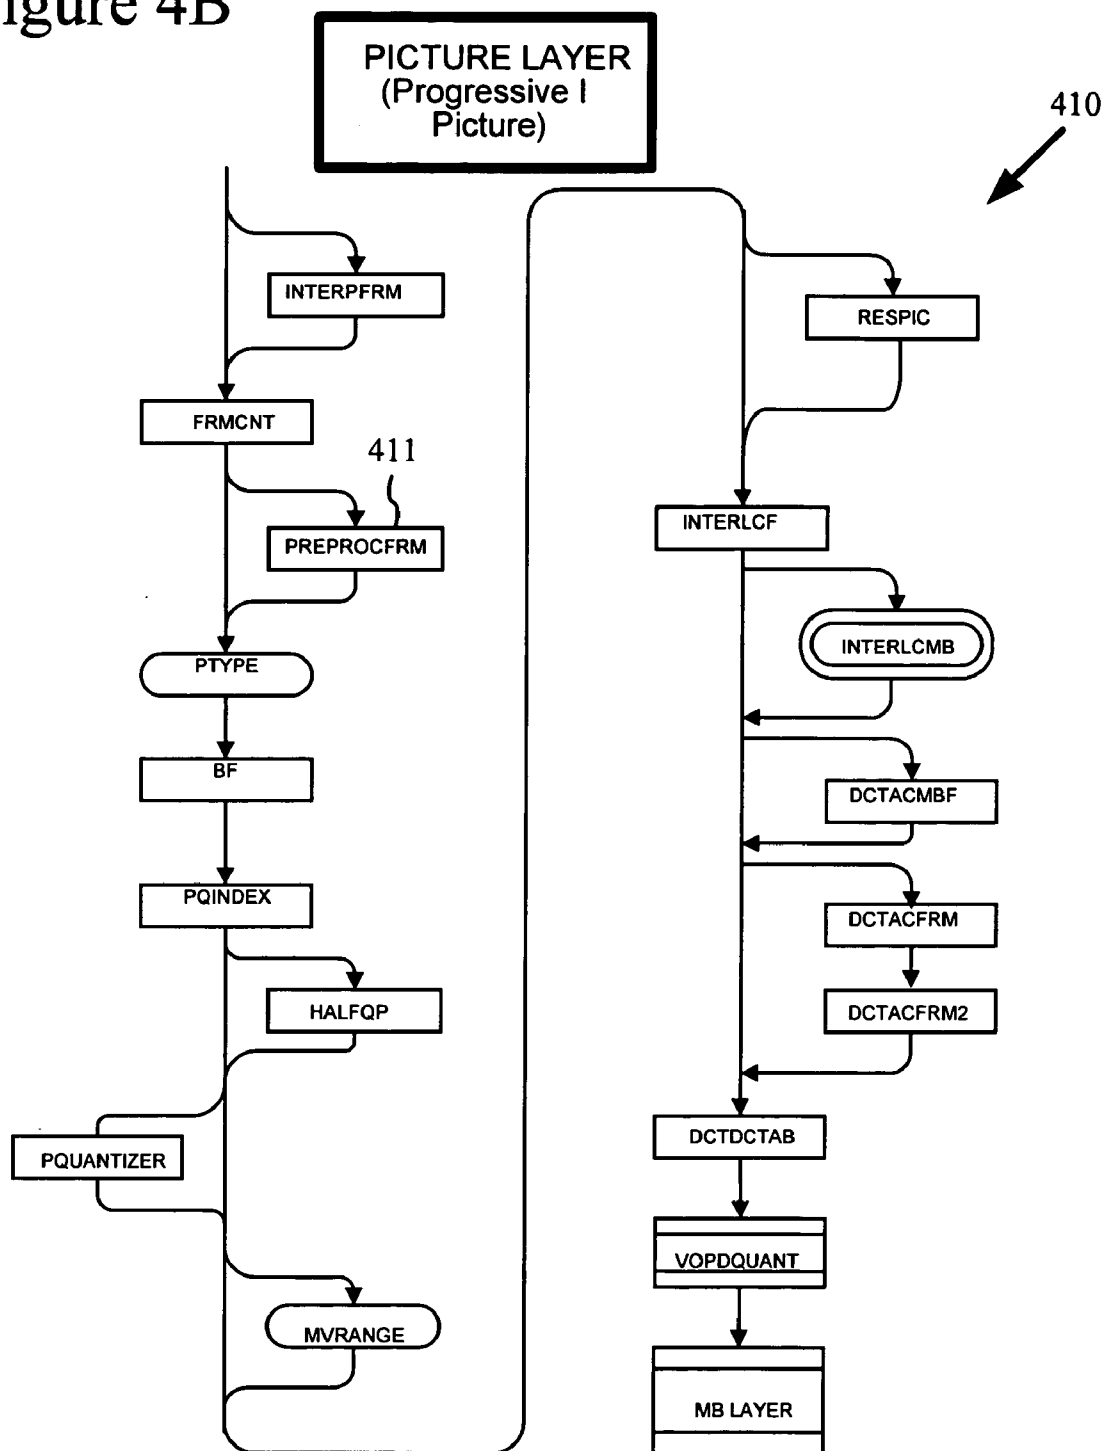 igure 4B
PICTURE LAYER
(Progressive I
Picture)
410
INTERPFRM
FRMCNT
411
PREPROCFRM
PTYPE
BF
PQINDEX
HALFQP
PQUANTIZER
MVRANGE
RESPIC
INTERLCF
INTERLCMB
DCTACMBF
DCTACFRM
DCTACFRM2
DCTDCTAB
VOPDQUANT
MB LAYER